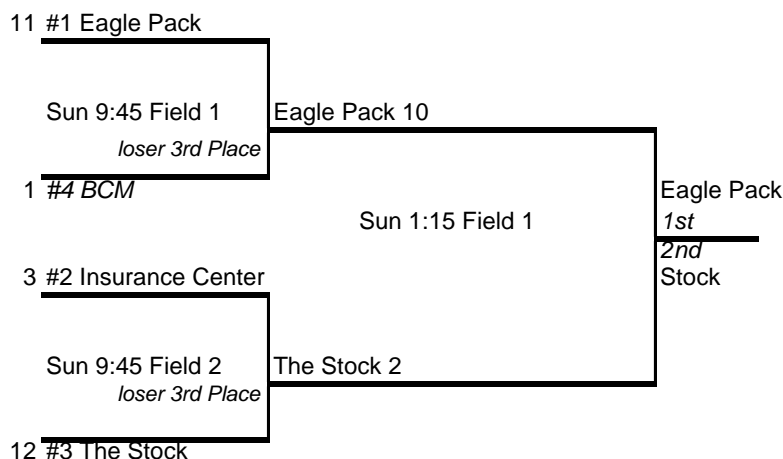 11 #1 Eagle Pack
Sun 9:45 Field 1
Eagle Pack 10
loser 3rd Place
1 #4 BCM
Eagle Pack
Sun 1:15 Field 1
1st
2nd
3 #2 Insurance Center
Stock
Sun 9:45 Field 2
The Stock 2
loser 3rd Place
12 #3 The Stock